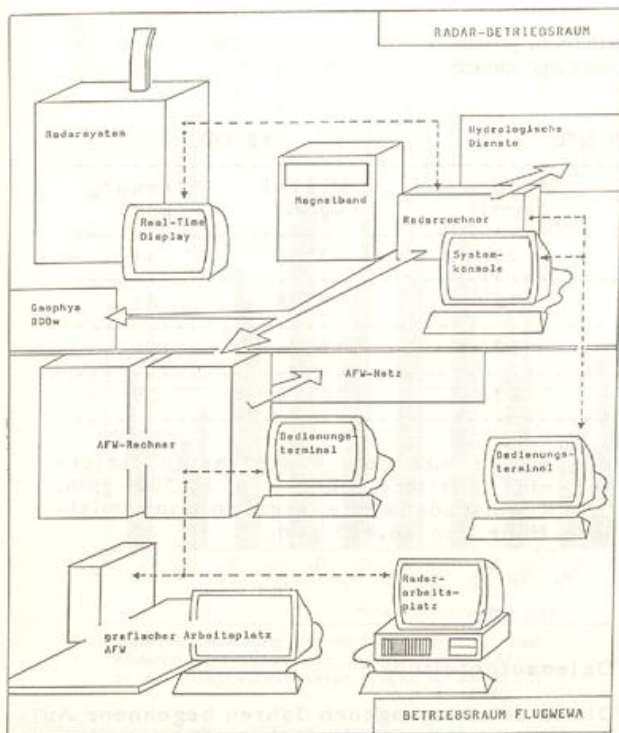 RADAR-BETRIEBSRAUM
Radarsystem
Hydrologische
Dienste
Magnetband
Radarrechner
Real-Time
Display
System-
konsole
Geophys
BDOw
AFW-Netz
AFW-Rechner
Bedienungs-
terminal
Bedienungs-
terminal
Radar-
arbeits-
platz
grafischer Arbeitsplatz
AFW
BETRIEBSRAUM FLUGWEWA